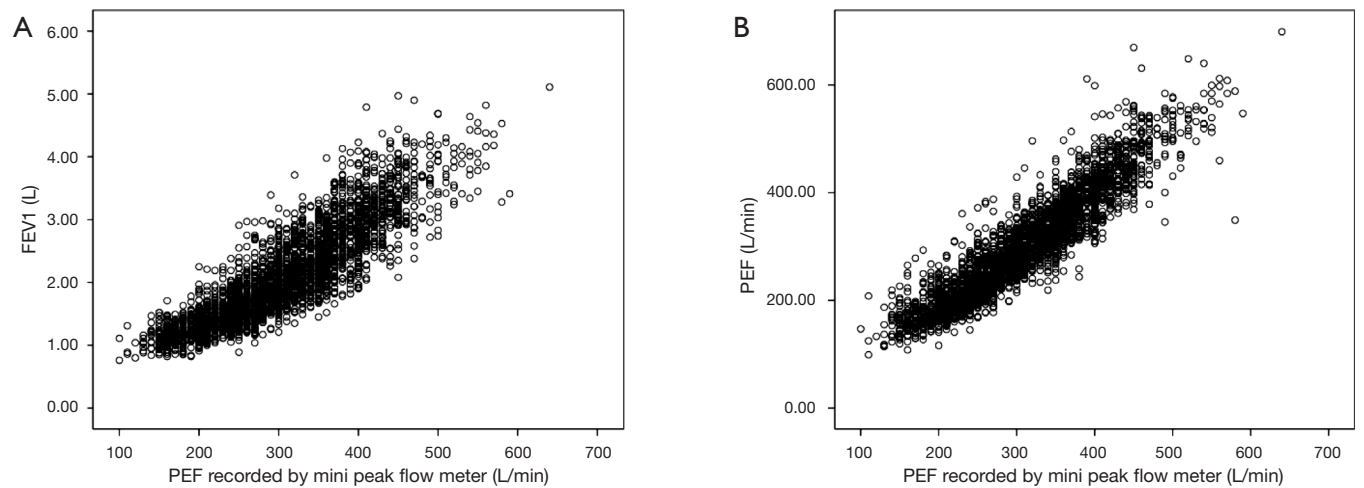 A
6.00
5.00
4.00
3.00
2.00
1.00
0.00
FEV1 (L)
100 200 300 400 500 600 700
PEF recorded by mini peak flow meter (L/min)
B
600.00
400.00
200.00
0.00
PEF (L/min)
100 200 300 400 500 600 700
PEF recorded by mini peak flow meter (L/min)